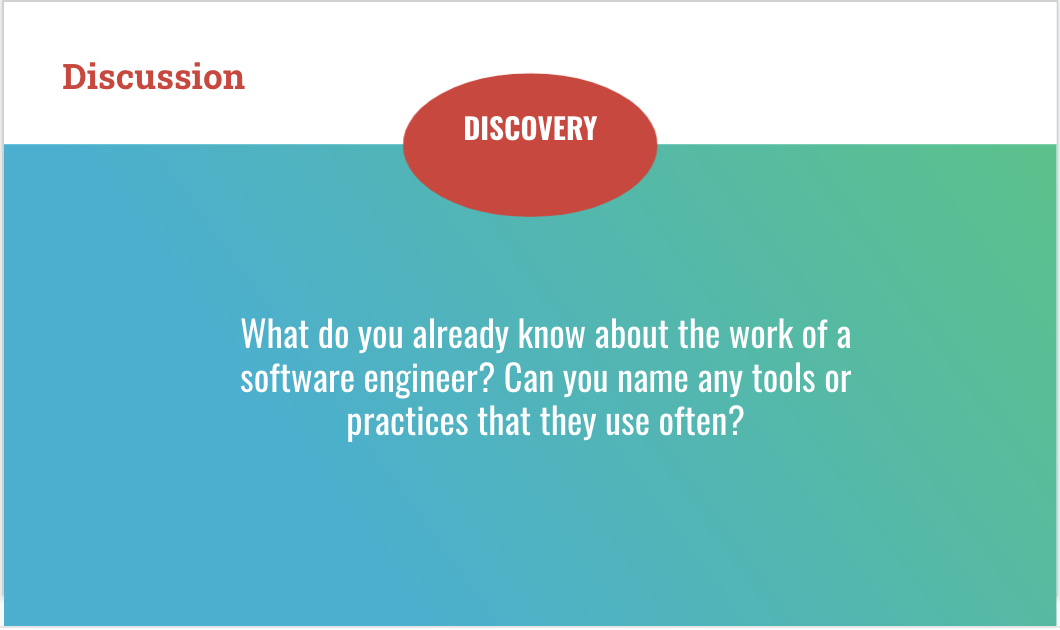 Discussion
DISCOVERY
What do you already know about the work of a
software engineer? Can you name any tools or
practices that they use often?